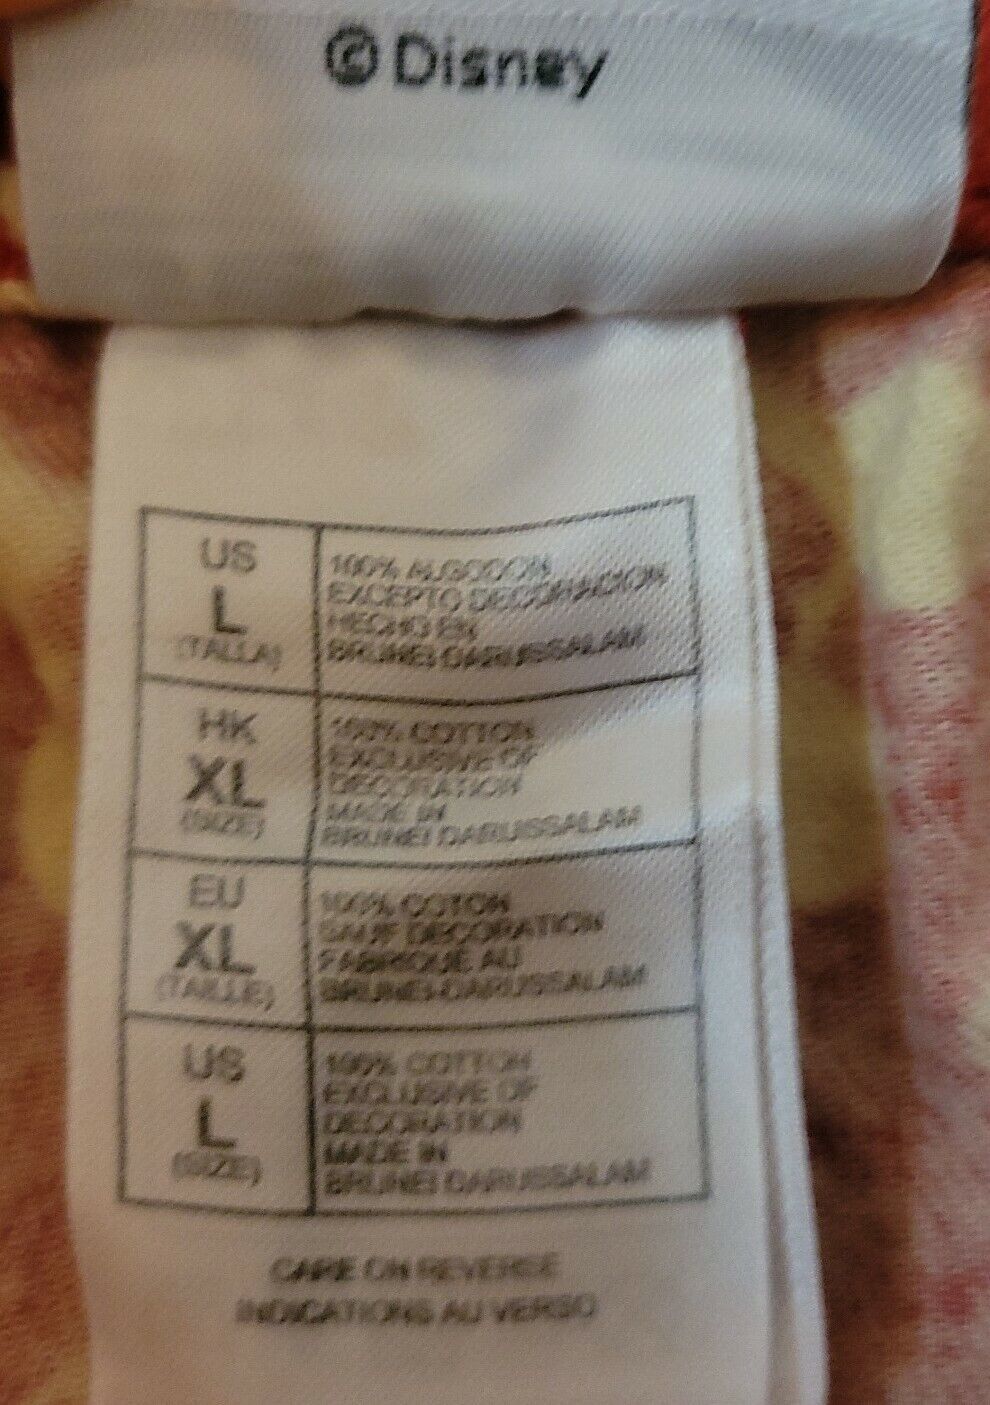 ©Disney
US
L
(TALLA)
100% ALGODON
EXCEPTO DECORACION
HECHO EN
BRUNEI DARUSSALAM
HK
XL
(SIZE)
100% COTTON
EXCLUSIVE OF
DECORATION
MADE IN
BRUNEI DARUSSALAM
EU
XL
(TAILLE)
100% COTON
SAUF DECORATION
FABRIQUE AU
BRUNEI-DARUSSALAM
US
L
(SIZE)
100% COTTON
EXCLUSIVE OF
DECORATION
MADE IN
BRUNEI DARUSSALAM
CARE ON REVERSE
INDICATIONS AU VERSO